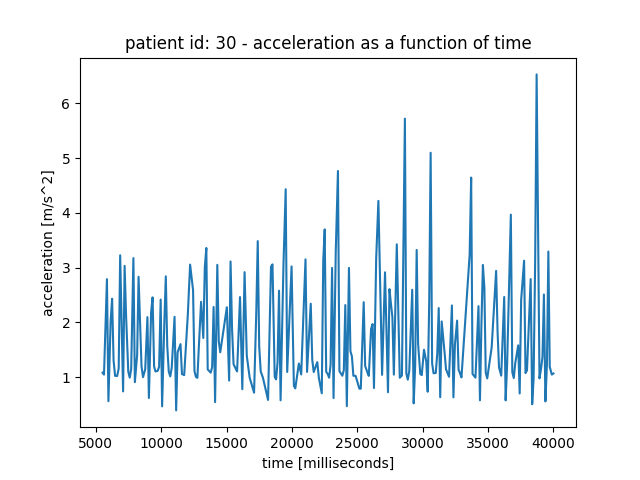 patient id: 30 - acceleration as a function of time
6
5
4
3
2
1
acceleration [m/s^2]
5000 10000 15000 20000 25000 30000 35000 40000
time [milliseconds]